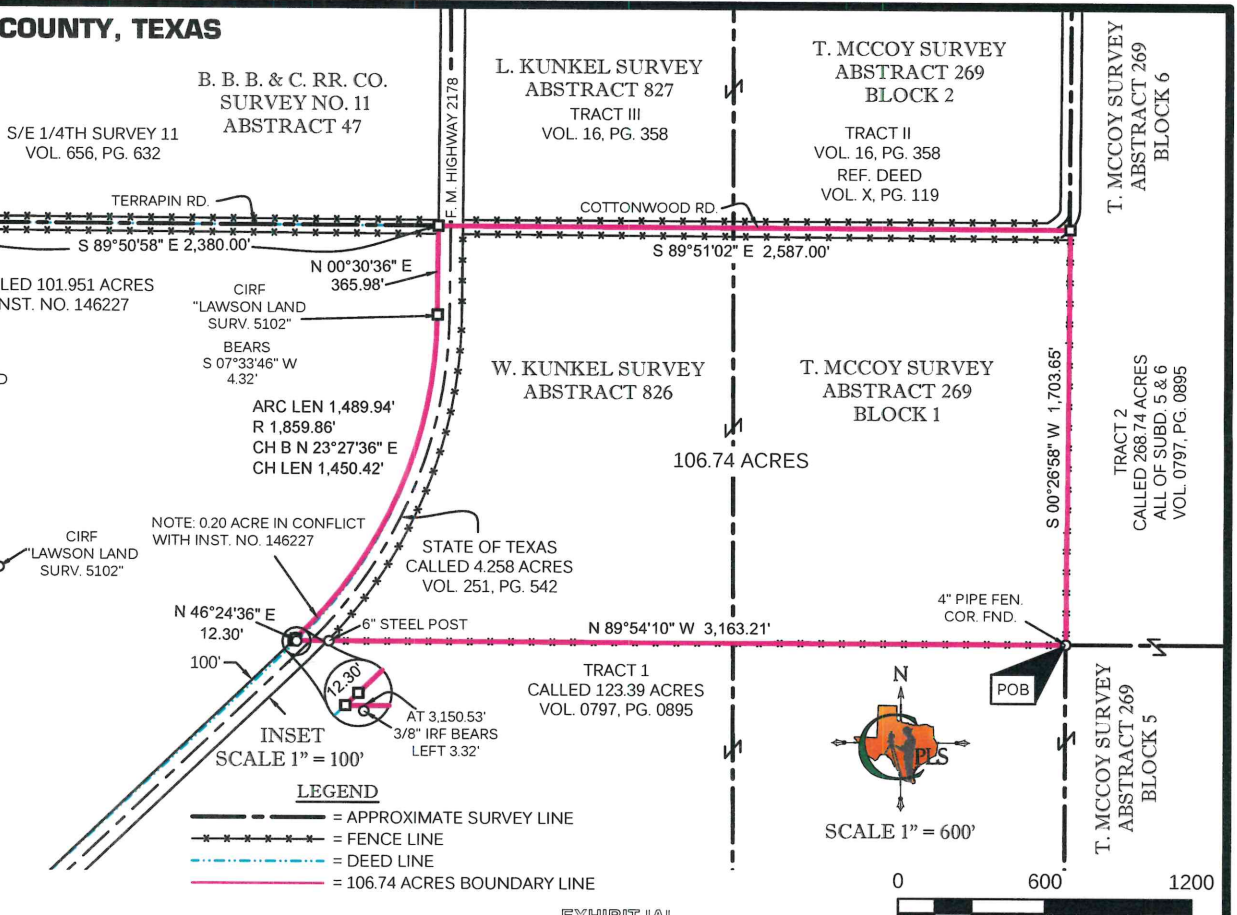 COUNTY, TEXAS
B. B. B. & C. RR. CO.
SURVEY NO. 11
ABSTRACT 47
S/E 1/4TH SURVEY 11
VOL. 656, PG. 632
F. M. HIGHWAY 2178
L. KUNKEL SURVEY
ABSTRACT 827
TRACT III
VOL. 16, PG. 358
T. MCCOY SURVEY
ABSTRACT 269
BLOCK 2
TRACT II
VOL. 16, PG. 358
REF. DEED
VOL. X, PG. 119
T. MCCOY SURVEY
ABSTRACT 269
BLOCK 6
TERRAPIN RD.
COTTONWOOD RD.
S 89°50'58" E 2,380.00'
S 89°51'02" E 2,587.00'
N 00°30'36" E
365.98'
LED 101.951 ACRES
NST. NO. 146227
CIRF
"LAWSON LAND
SURV. 5102"
BEARS
S 07°33'46" W
4.32'
D
ARC LEN 1,489.94'
R 1,859.86'
CH B N 23°27'36" E
CH LEN 1,450.42'
W. KUNKEL SURVEY
ABSTRACT 826
T. MCCOY SURVEY
ABSTRACT 269
BLOCK 1
106.74 ACRES
S 00°26'58" W 1,703.65'
TRACT 2
CALLED 268.74 ACRES
ALL OF SUBD. 5 & 6
VOL. 0797, PG. 0895
NOTE: 0.20 ACRE IN CONFLICT
WITH INST. NO. 146227
CIRF
"LAWSON LAND
SURV. 5102"
STATE OF TEXAS
CALLED 4.258 ACRES
VOL. 251, PG. 542
N 46°24'36" E
12.30'
6" STEEL POST
N 89°54'10" W 3,163.21'
4" PIPE FEN.
COR. FND.
POB
100'
12.30'
AT 3,150.53'
3/8" IRF BEARS
LEFT 3.32'
INSET
SCALE 1" = 100'
TRACT 1
CALLED 123.39 ACRES
VOL. 0797, PG. 0895
N
PLS
SCALE 1" = 600'
T. MCCOY SURVEY
ABSTRACT 269
BLOCK 5
LEGEND
= APPROXIMATE SURVEY LINE
= FENCE LINE
= DEED LINE
= 106.74 ACRES BOUNDARY LINE
0 600 1200
EXHIBIT